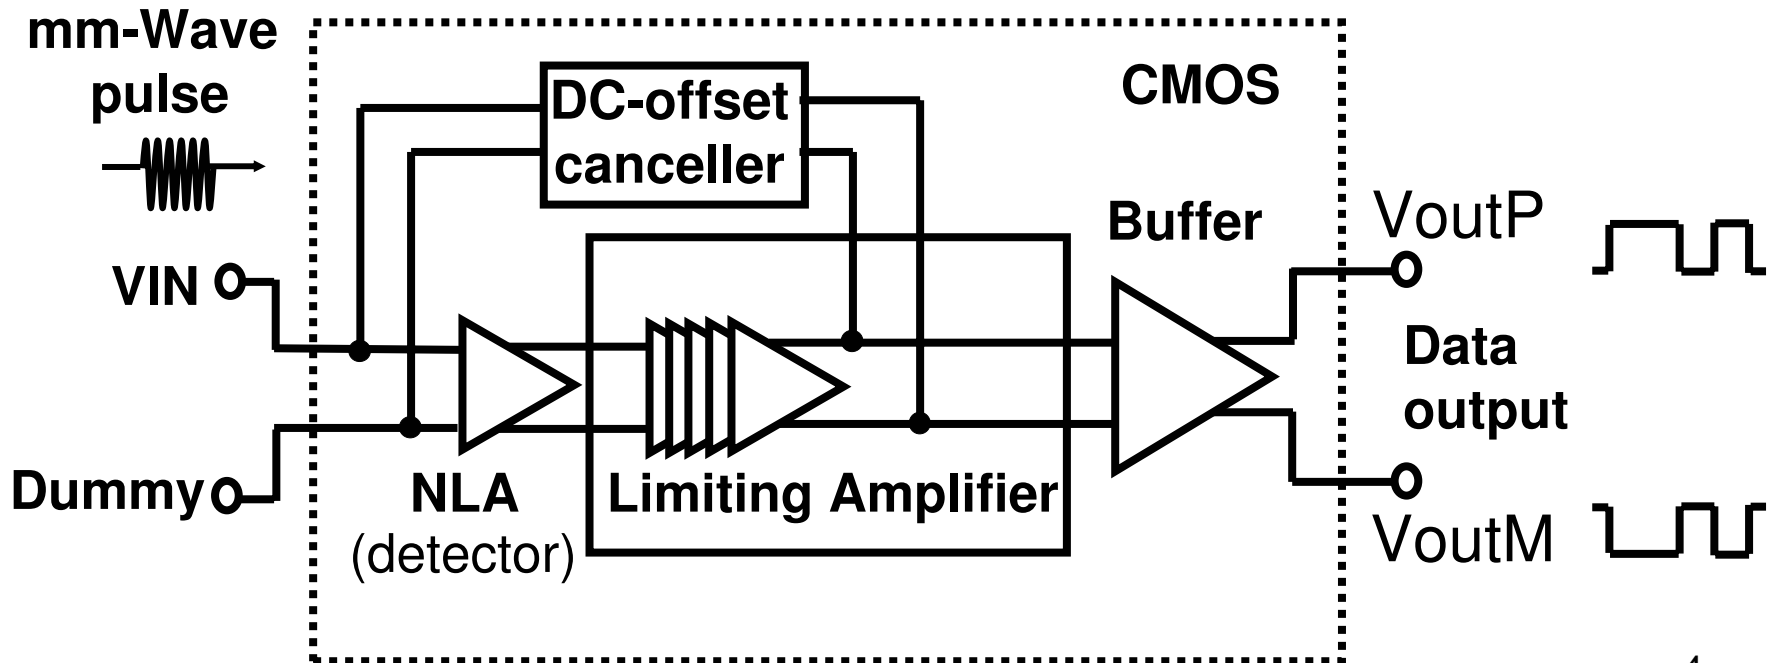 mm-Wave
pulse
DC-offset
canceller
CMOS
Buffer
VoutP
VIN
Data
output
Dummy
NLA
(detector)
Limiting Amplifier
VoutM